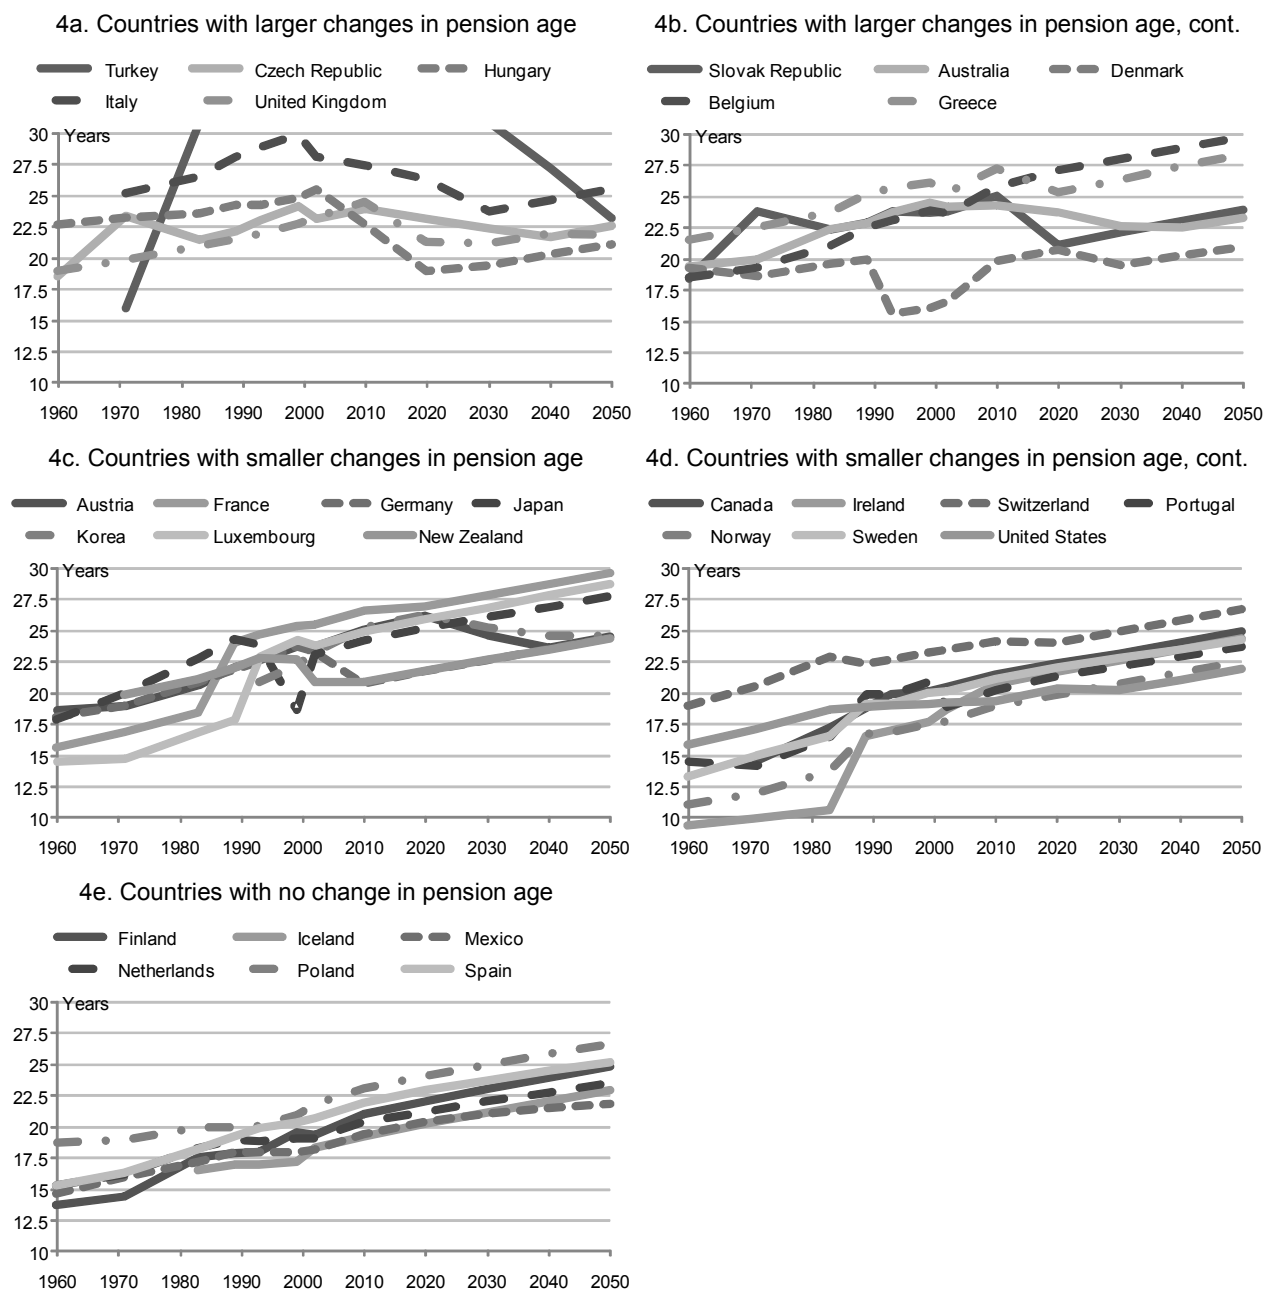 4a. Countries with larger changes in pension age
Turkey Czech Republic Hungary
Italy United Kingdom
30 Years
27.5
25
22.5
20
17.5
15
12.5
10
1960 1970 1980 1990 2000 2010 2020 2030 2040 2050
4b. Countries with larger changes in pension age, cont.
Slovak Republic Australia Denmark
Belgium Greece
30 Years
27.5
25
22.5
20
17.5
15
12.5
10
1960 1970 1980 1990 2000 2010 2020 2030 2040 2050
4c. Countries with smaller changes in pension age
Austria France Germany Japan
Korea Luxembourg New Zealand
30 Years
27.5
25
22.5
20
17.5
15
12.5
10
1960 1970 1980 1990 2000 2010 2020 2030 2040 2050
4d. Countries with smaller changes in pension age, cont.
Canada Ireland Switzerland Portugal
Norway Sweden United States
30 Years
27.5
25
22.5
20
17.5
15
12.5
10
1960 1970 1980 1990 2000 2010 2020 2030 2040 2050
4e. Countries with no change in pension age
Finland Iceland Mexico
Netherlands Poland Spain
30 Years
27.5
25
22.5
20
17.5
15
12.5
10
1960 1970 1980 1990 2000 2010 2020 2030 2040 2050